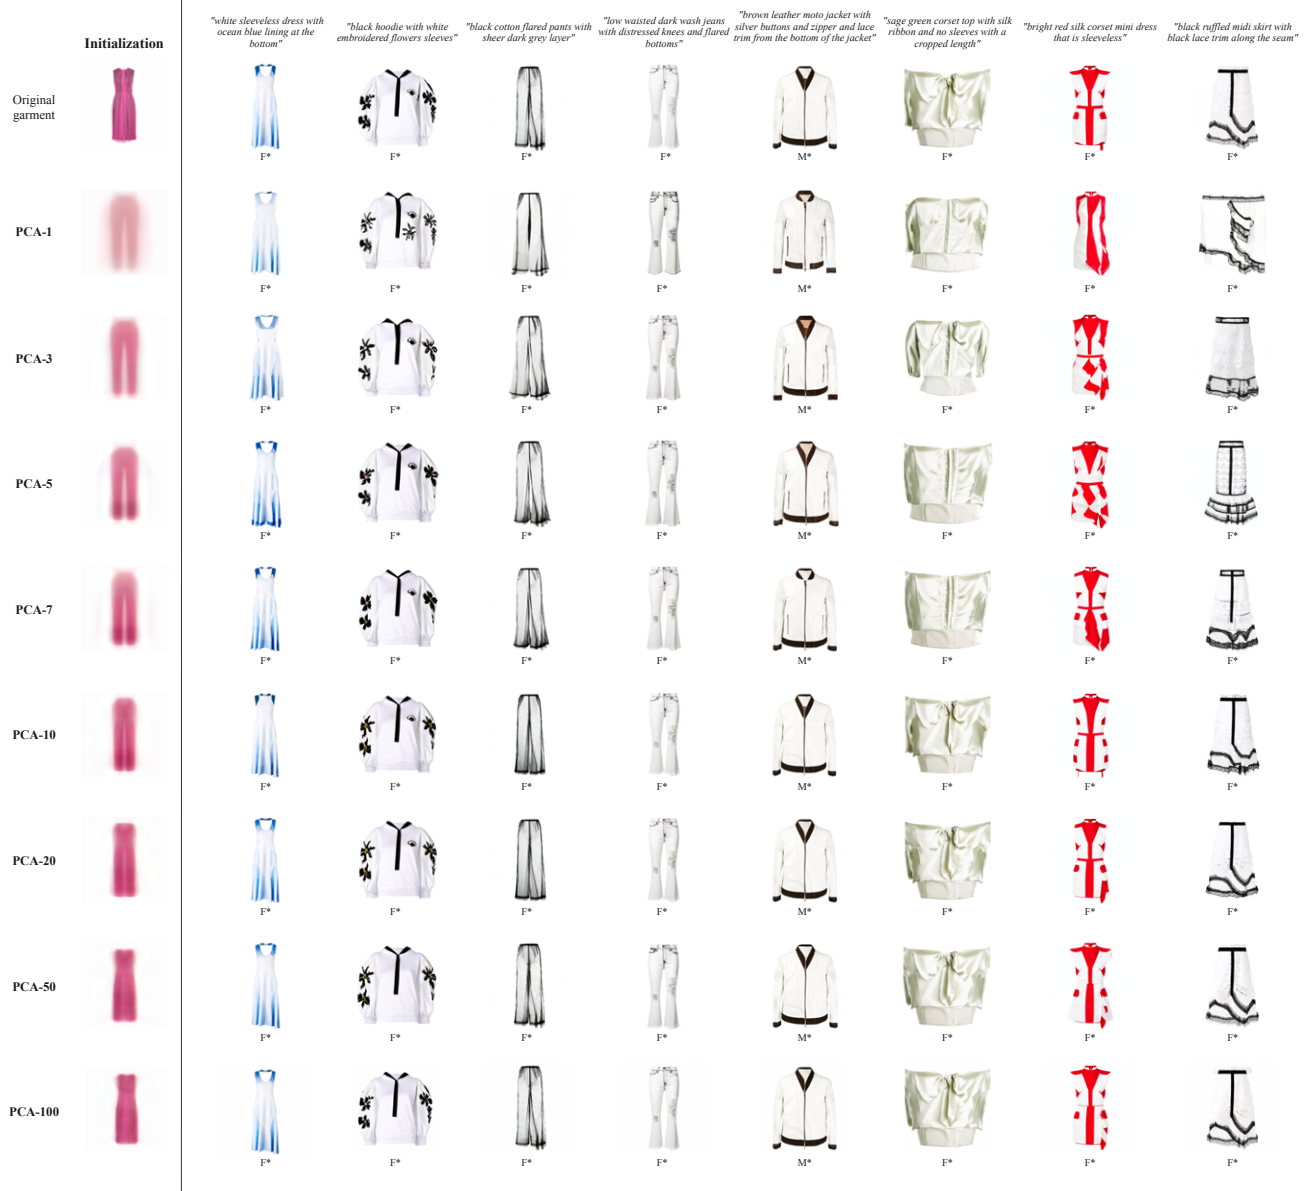 Initialization
"white sleeveless dress with
ocean blue lining at the
bottom"
"black hoodie with white
embroidered flowers sleeves"
"black cotton flared pants with
sheer dark grey layer"
"low waisted dark wash jeans
with distressed knees and flared
bottoms"
"brown leather moto jacket with
silver buttons and zipper and lace
trim from the bottom of the jacket"
"sage green corset top with silk
ribbon and no sleeves with a
cropped length"
"bright red silk corset mini dress
that is sleeveless"
"black ruffled midi skirt with
black lace trim along the seam"
Original
garment
F* F* F* F* M* F* F* F*
PCA-1
F* F* F* F* M* F* F* F*
PCA-3
F* F* F* F* M* F* F* F*
PCA-5
F* F* F* F* M* F* F* F*
PCA-7
F* F* F* F* M* F* F* F*
PCA-10
F* F* F* F* M* F* F* F*
PCA-20
F* F* F* F* M* F* F* F*
PCA-50
F* F* F* F* M* F* F* F*
PCA-100
F* F* F* F* M* F* F* F*